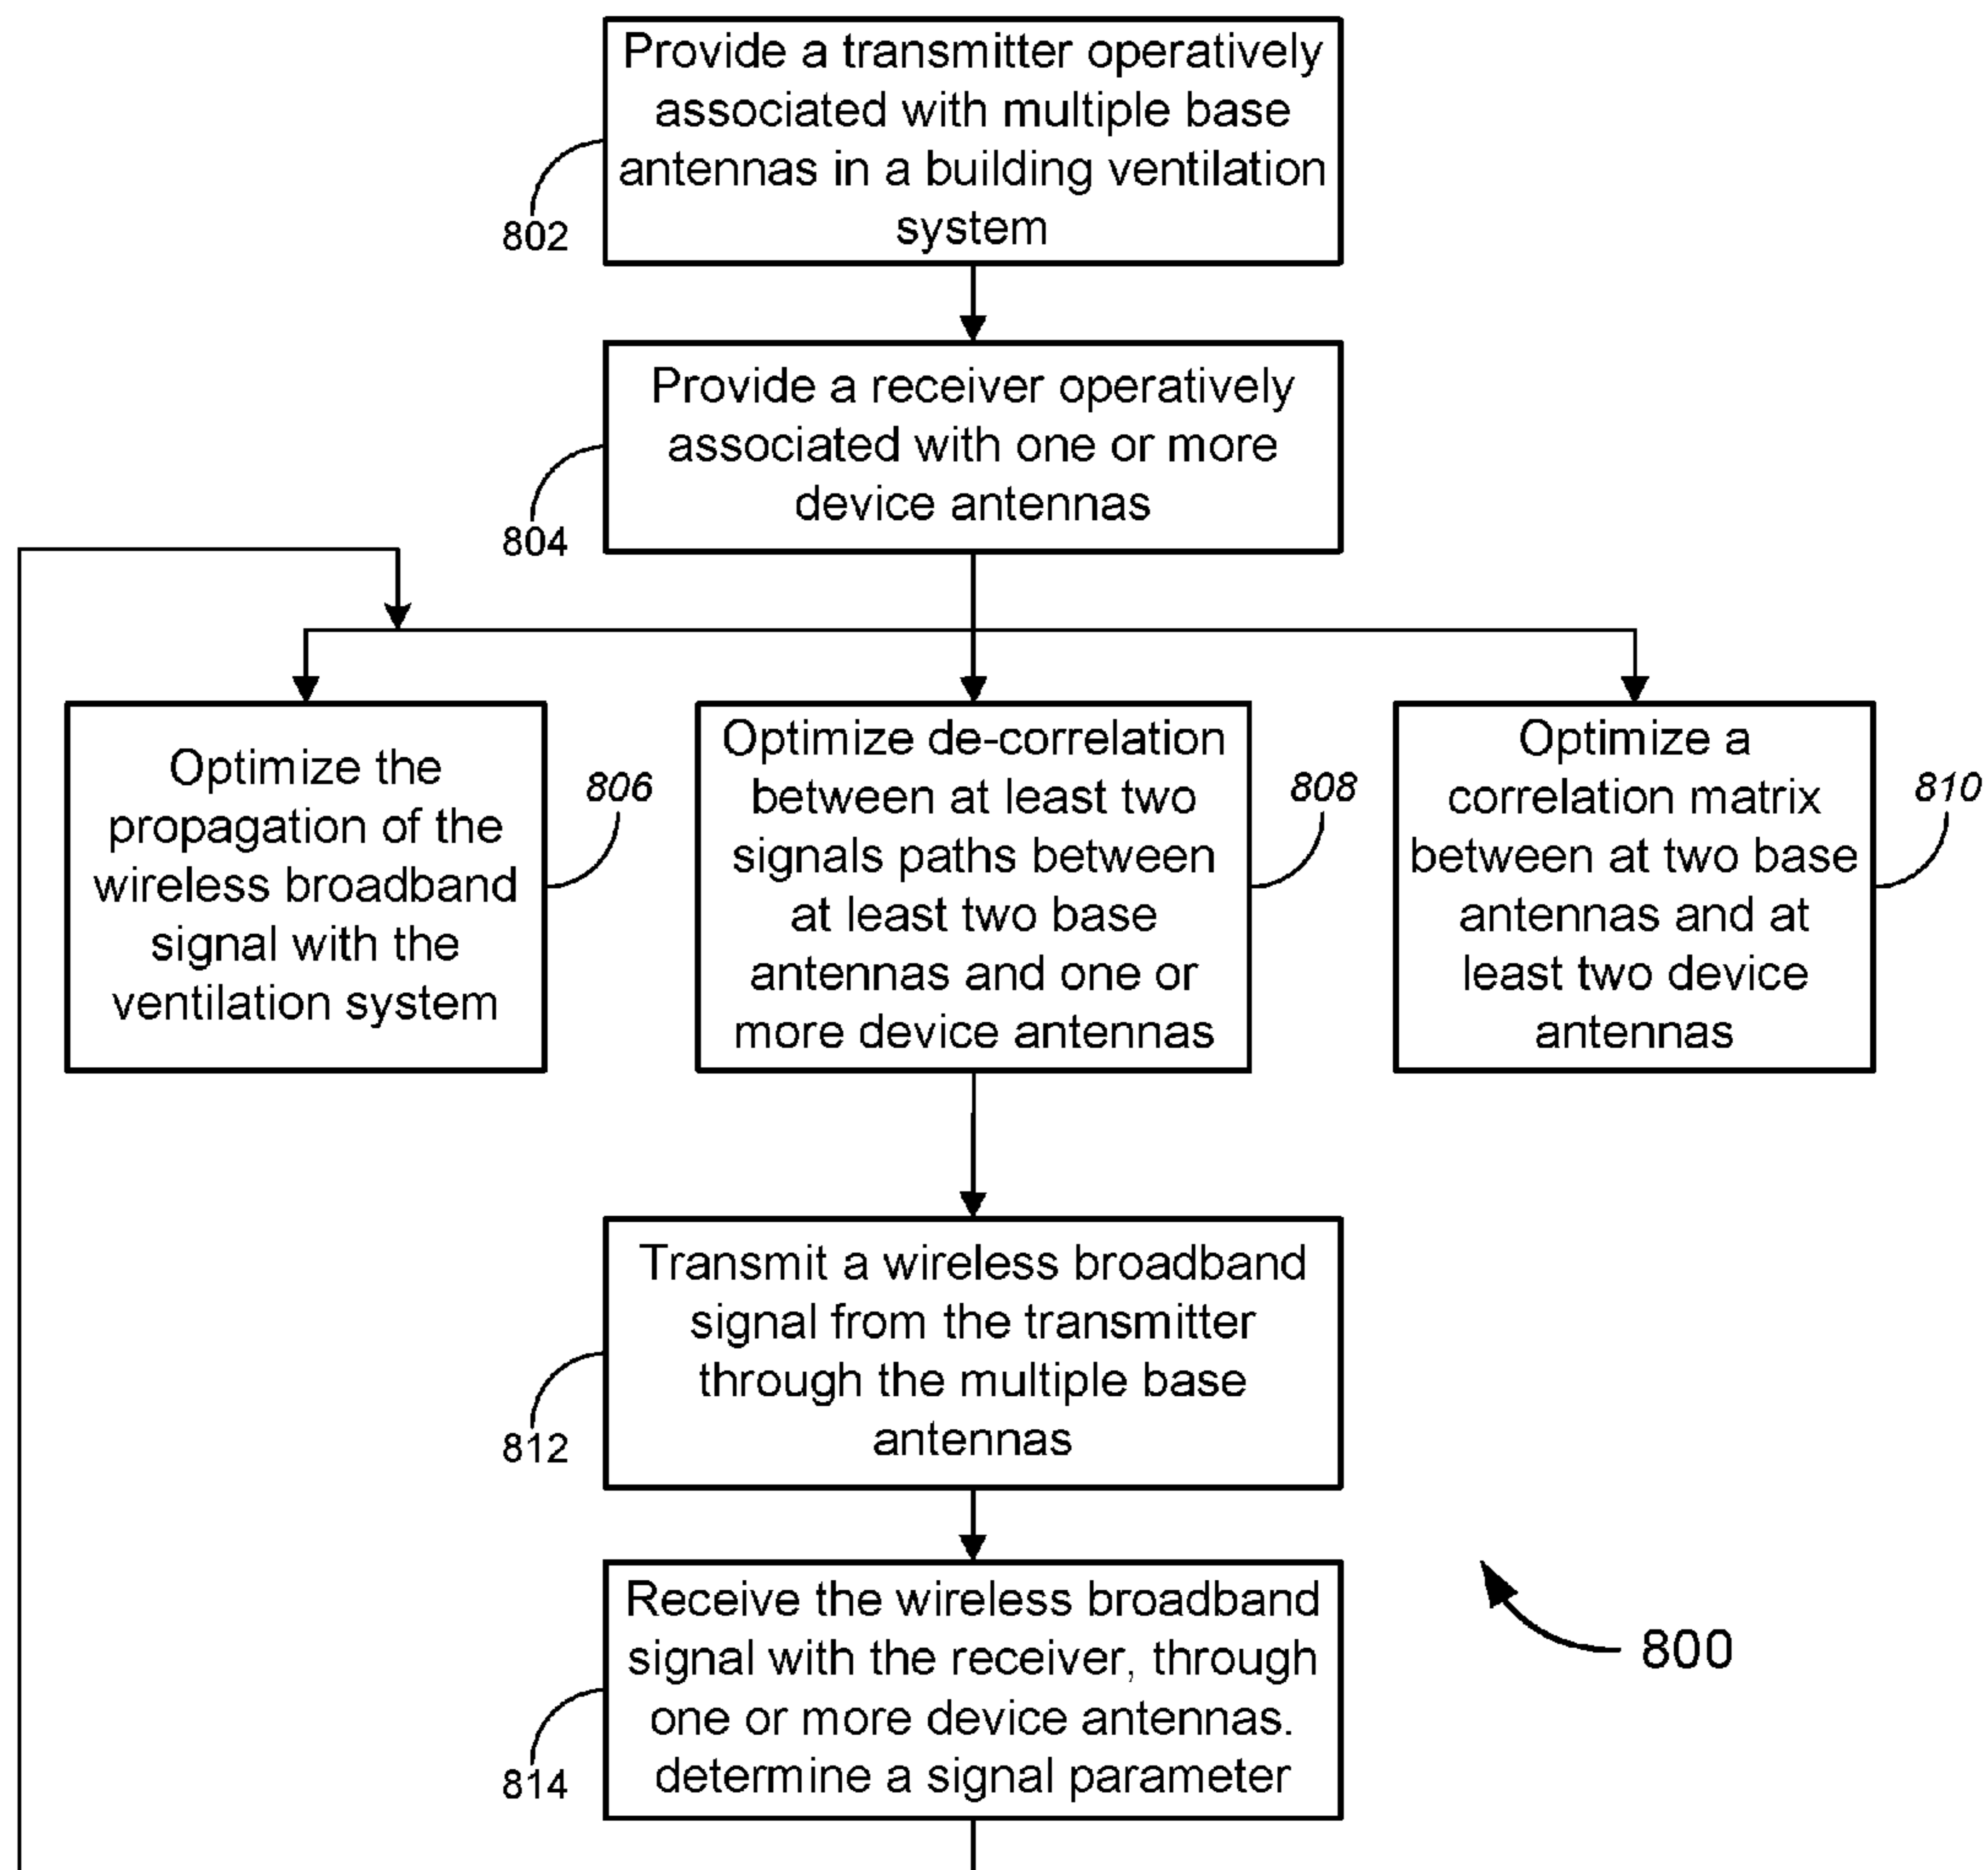 Provide a transmitter operatively
associated with multiple base
antennas in a building ventilation
system
802
Provide a receiver operatively
associated with one or more
device antennas
804
Optimize the
propagation of the
wireless broadband
signal with the
ventilation system
806
Optimize de-correlation
between at least two
signals paths between
at least two base
antennas and one or
more device antennas
808
Optimize a
correlation matrix
between at two base
antennas and at
least two device
antennas
810
Transmit a wireless broadband
signal from the transmitter
through the multiple base
antennas
812
Receive the wireless broadband
signal with the receiver, through
one or more device antennas.
determine a signal parameter
814
800